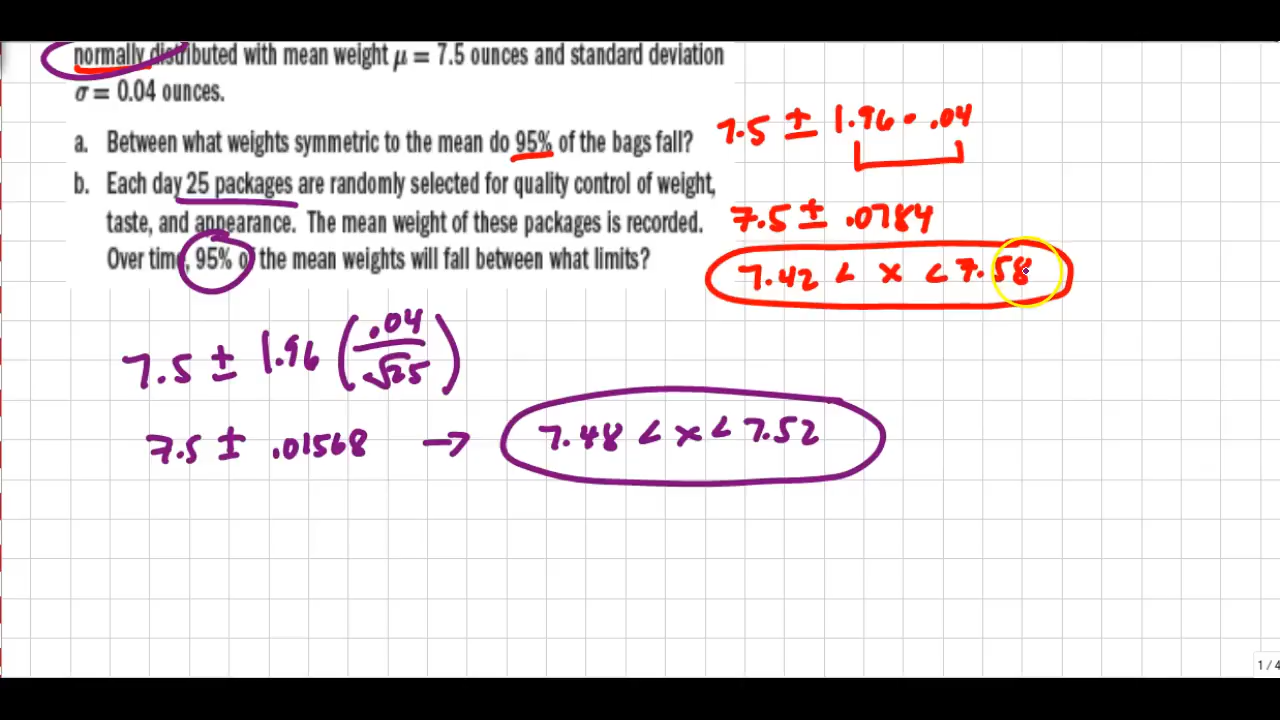 normally distributed with mean weight μ = 7.5 ounces and standard deviation
σ = 0.04 ounces.
a. Between what weights symmetric to the mean do 95% of the bags fall?
b. Each day 25 packages are randomly selected for quality control of weight,
taste, and appearance. The mean weight of these packages is recorded.
Over time, 95% of the mean weights will fall between what limits?
7.5 ± 1.96 · .04
7.5 ± .0784
7.42 < x < 7.58
7.5 ± 1.96 (.04/√25)
7.5 ± .01568 → 7.48 < x < 7.52
1 / 4